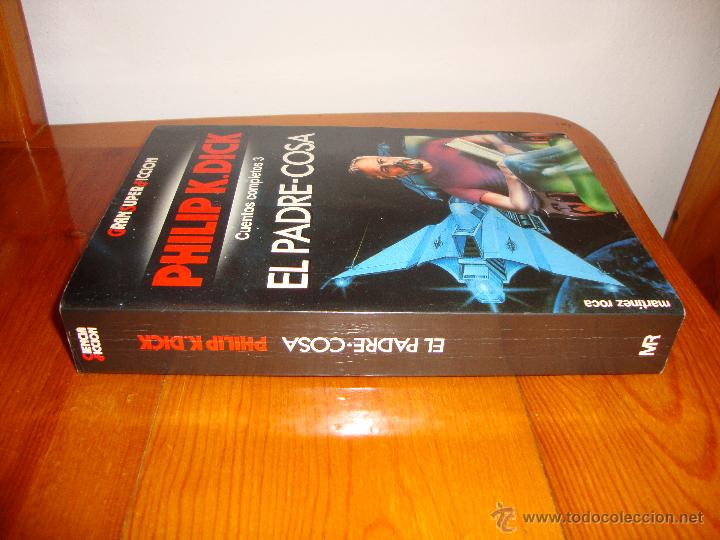 GRAN SUPER FICCION
PHILIP K. DICK
Cuentos completos 3
EL PADRE-COSA
martínez roca
CIENCIA FICCION
PHILIP K. DICK
EL PADRE-COSA
MR
© www.todocoleccion.net